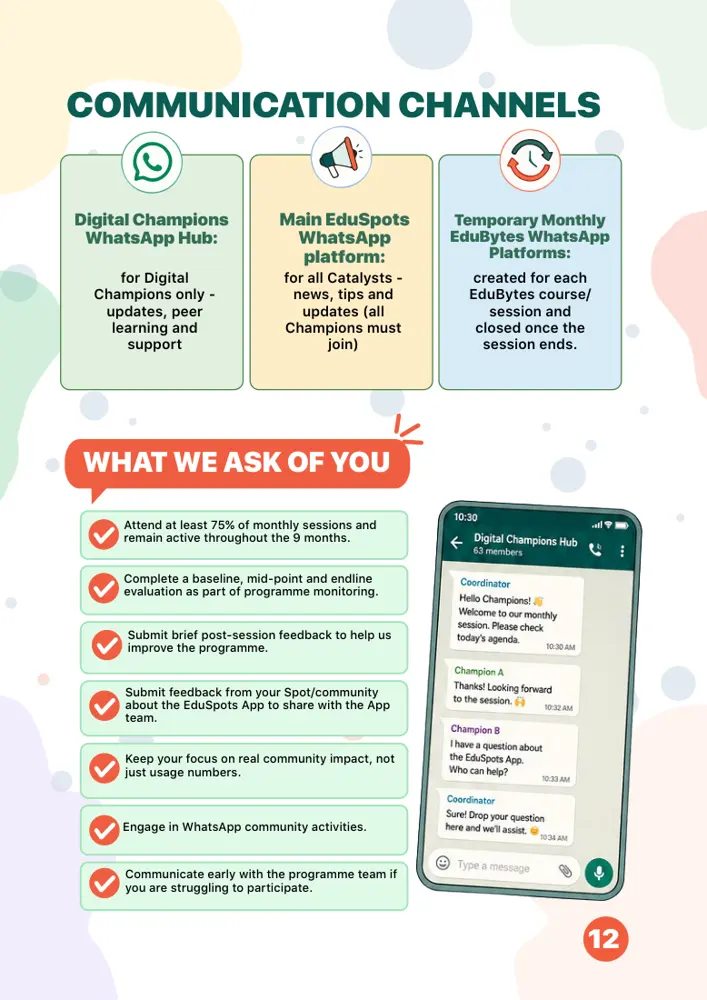 COMMUNICATION CHANNELS
Digital Champions
WhatsApp Hub:
for Digital
Champions only -
updates, peer
learning and
support
Main EduSpots
WhatsApp
platform:
for all Catalysts -
news, tips and
updates (all
Champions must
join)
Temporary Monthly
EduBytes WhatsApp
Platforms:
created for each
EduBytes course/
session and
closed once the
session ends.
WHAT WE ASK OF YOU
Attend at least 75% of monthly sessions and
remain active throughout the 9 months.
Complete a baseline, mid-point and endline
evaluation as part of programme monitoring.
Submit brief post-session feedback to help us
improve the programme.
Submit feedback from your Spot/community
about the EduSpots App to share with the App
team.
Keep your focus on real community impact, not
just usage numbers.
Engage in WhatsApp community activities.
Communicate early with the programme team if
you are struggling to participate.
10:30
Digital Champions Hub
63 members
Coordinator
Hello Champions! 👋
Welcome to our monthly
session. Please check
today's agenda.
10:30 AM
Champion A
Thanks! Looking forward
to the session. 🙌
10:32 AM
Champion B
I have a question about
the EduSpots App.
Who can help?
10:33 AM
Coordinator
Sure! Drop your question
here and we'll assist. 😊
10:34 AM
Type a message
12